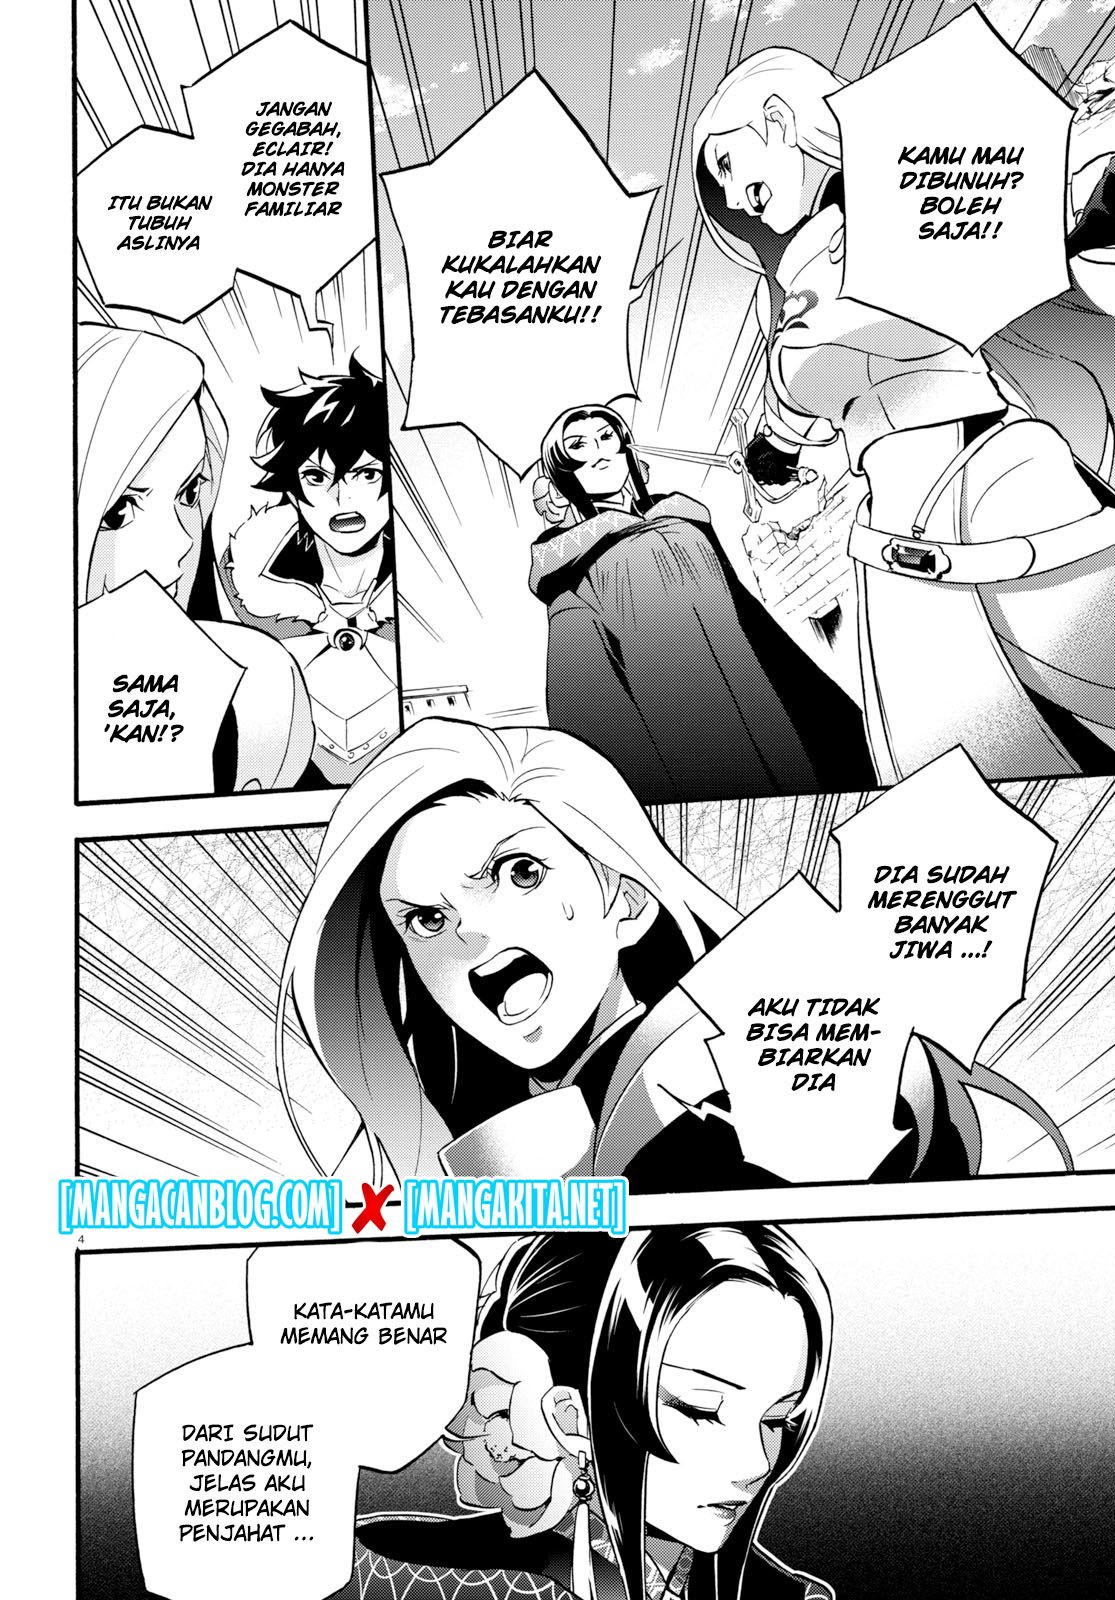 KAMU MAU
DIBUNUH?
BOLEH
SAJA!!
BIAR
KUKALAHKAN
KAU DENGAN
TEBASANKU!!
JANGAN
GEGABAH,
ECLAIR!
DIA HANYA
MONSTER
FAMILIAR
ITU BUKAN
TUBUH
ASLINYA
SAMA
SAJA,
'KAN!?
DIA SUDAH
MERENGGUT
BANYAK
JIWA ...!
AKU TIDAK
BISA MEM-
BIARKAN
DIA
[MANGACANBLOG.COM] X [MANGAKITA.NET]
4
KATA-KATAMU
MEMANG BENAR
DARI SUDUT
PANDANGMU,
JELAS AKU
MERUPAKAN
PENJAHAT ...